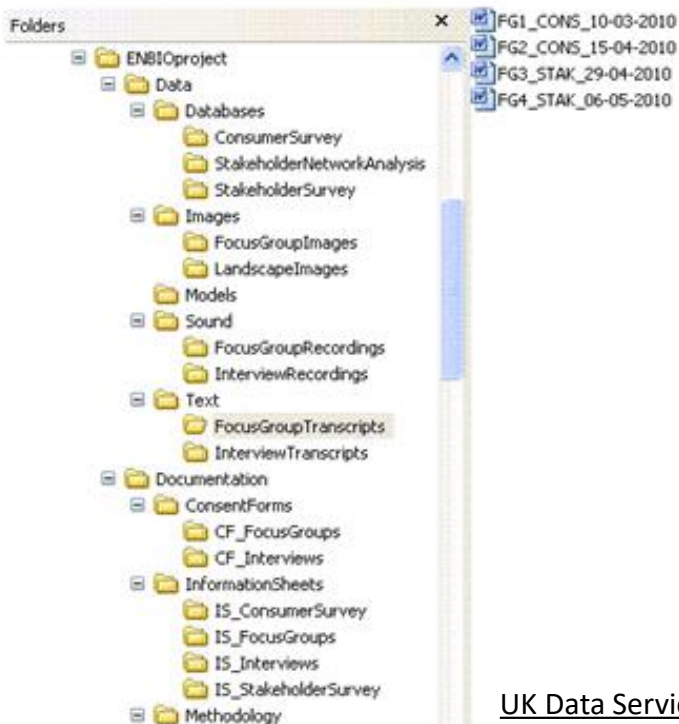 Folders
ENBIOproject
Data
Databases
ConsumerSurvey
StakeholderNetworkAnalysis
StakeholderSurvey
Images
FocusGroupImages
LandscapeImages
Models
Sound
FocusGroupRecordings
InterviewRecordings
Text
FocusGroupTranscripts
InterviewTranscripts
Documentation
ConsentForms
CF_FocusGroups
CF_Interviews
InformationSheets
IS_ConsumerSurvey
IS_FocusGroups
IS_Interviews
IS_StakeholderSurvey
Methodology
FG1_CONS_10-03-2010
FG2_CONS_15-04-2010
FG3_STAK_29-04-2010
FG4_STAK_06-05-2010
UK Data Servi